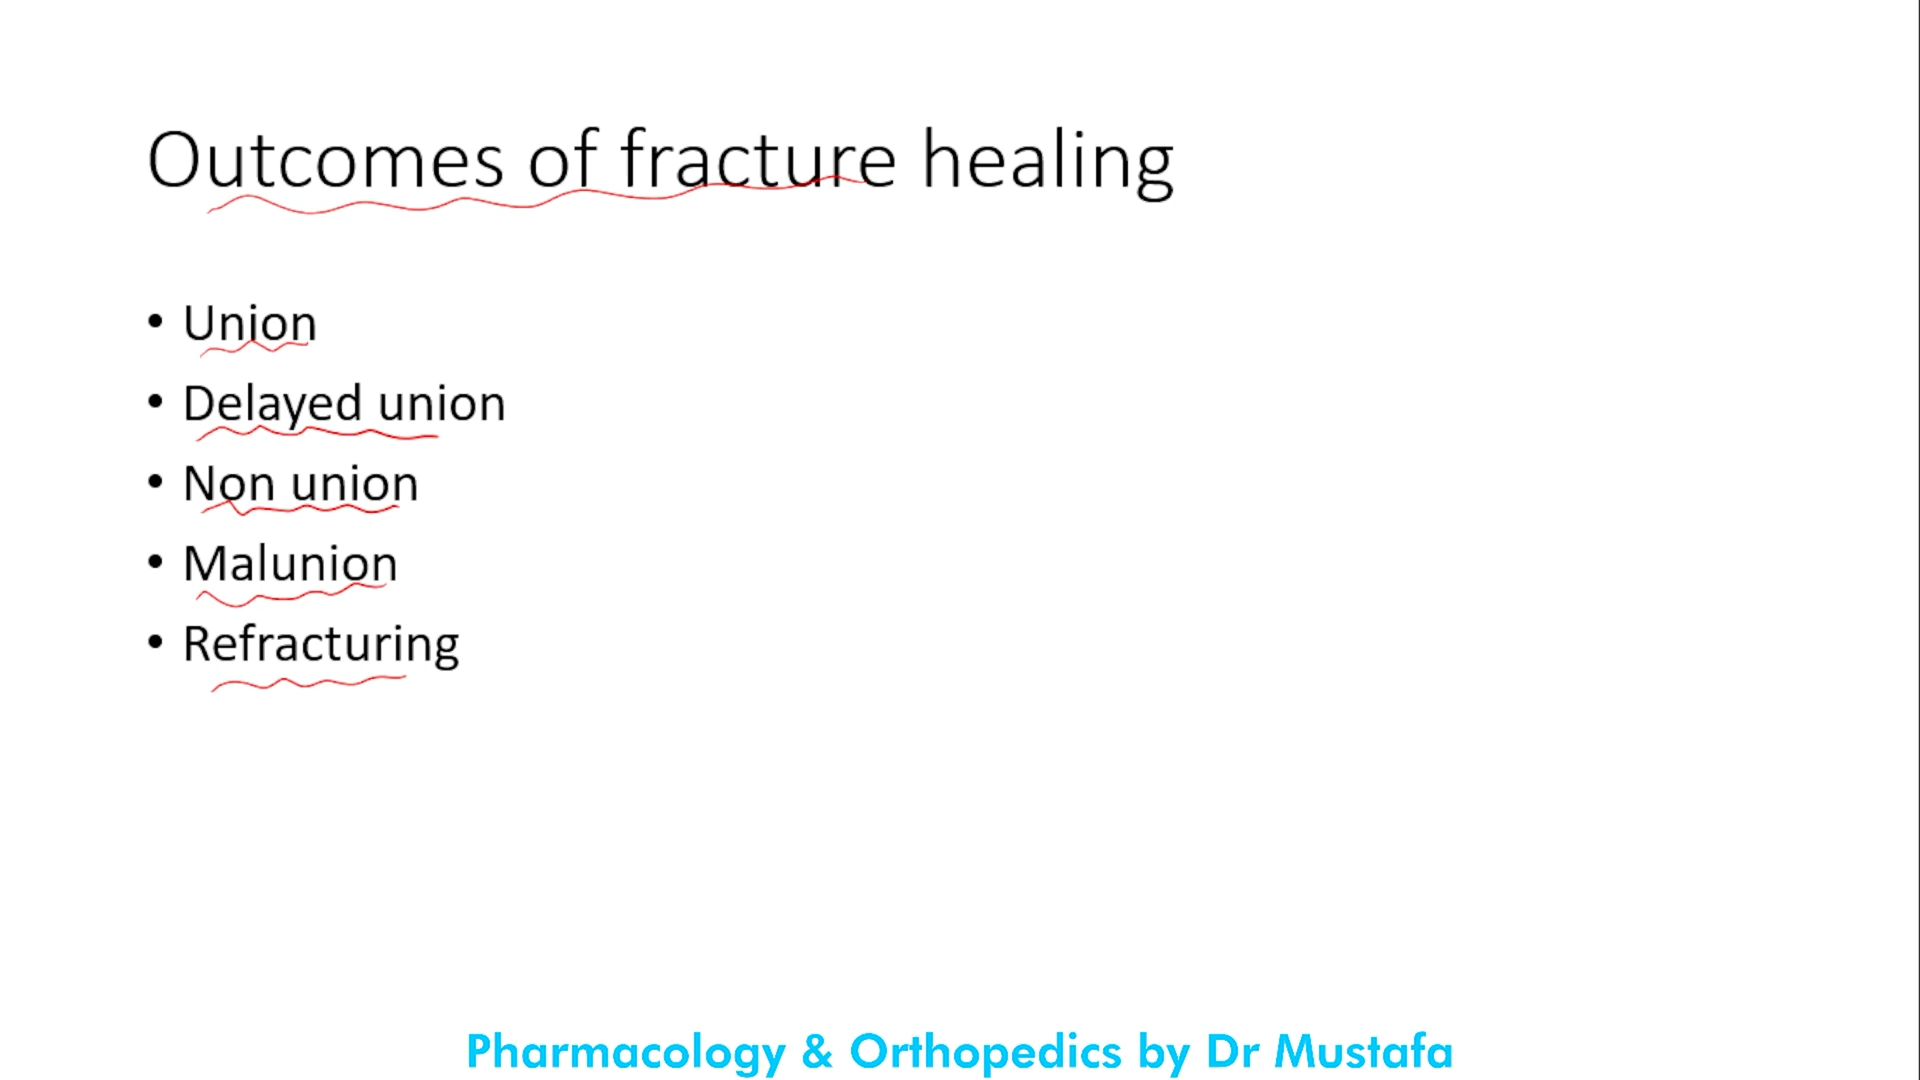 Outcomes of fracture healing
• Union
• Delayed union
• Non union
• Malunion
• Refracturing
Pharmacology & Orthopedics by Dr Mustafa